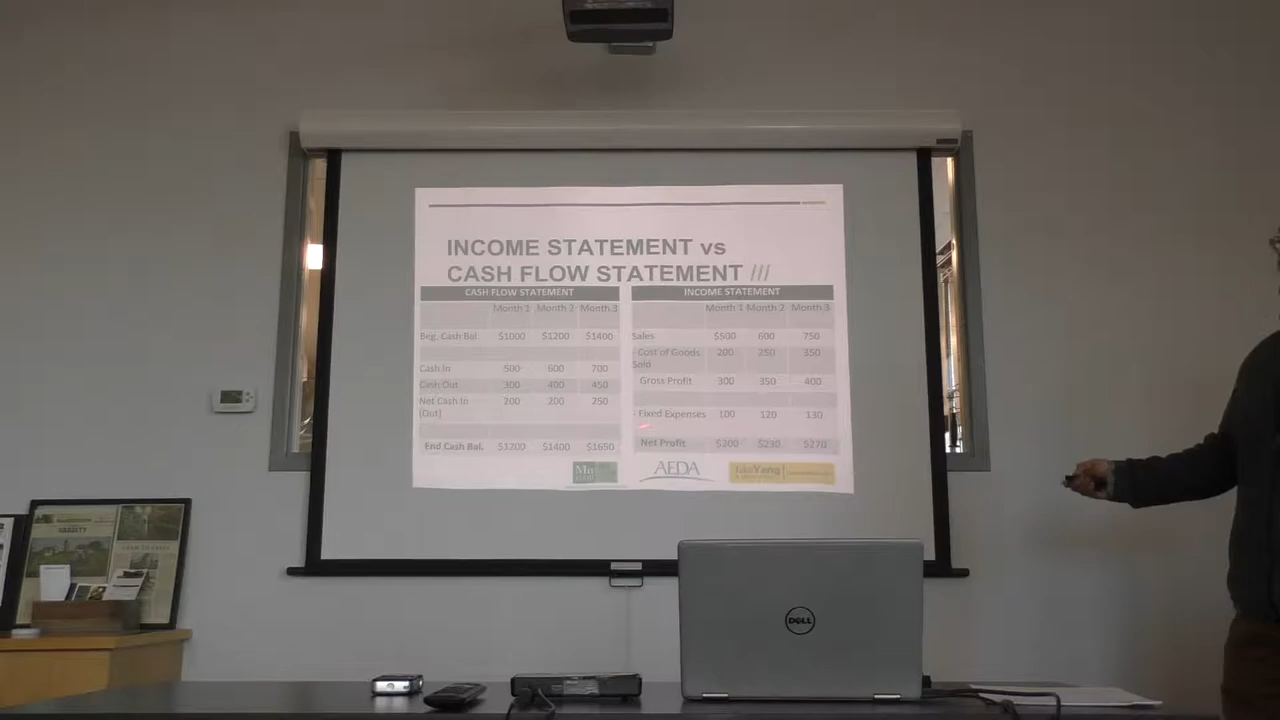 INCOME STATEMENT vs
CASH FLOW STATEMENT ///
CASH FLOW STATEMENT
Month 1 Month 2 Month 3
Beg. Cash Bal. $1000 $1200 $1400
Cash In 500 600 700
Cash Out 300 400 450
Net Cash In 200 200 250
(Out)
End Cash Bal. $1200 $1400 $1650
INCOME STATEMENT
Month 1 Month 2 Month 3
Sales $500 600 750
- Cost of Goods 200 250 350
Sold
Gross Profit 300 350 400
- Fixed Expenses 100 120 130
Net Profit $200 $230 $270
AEDA
DELL